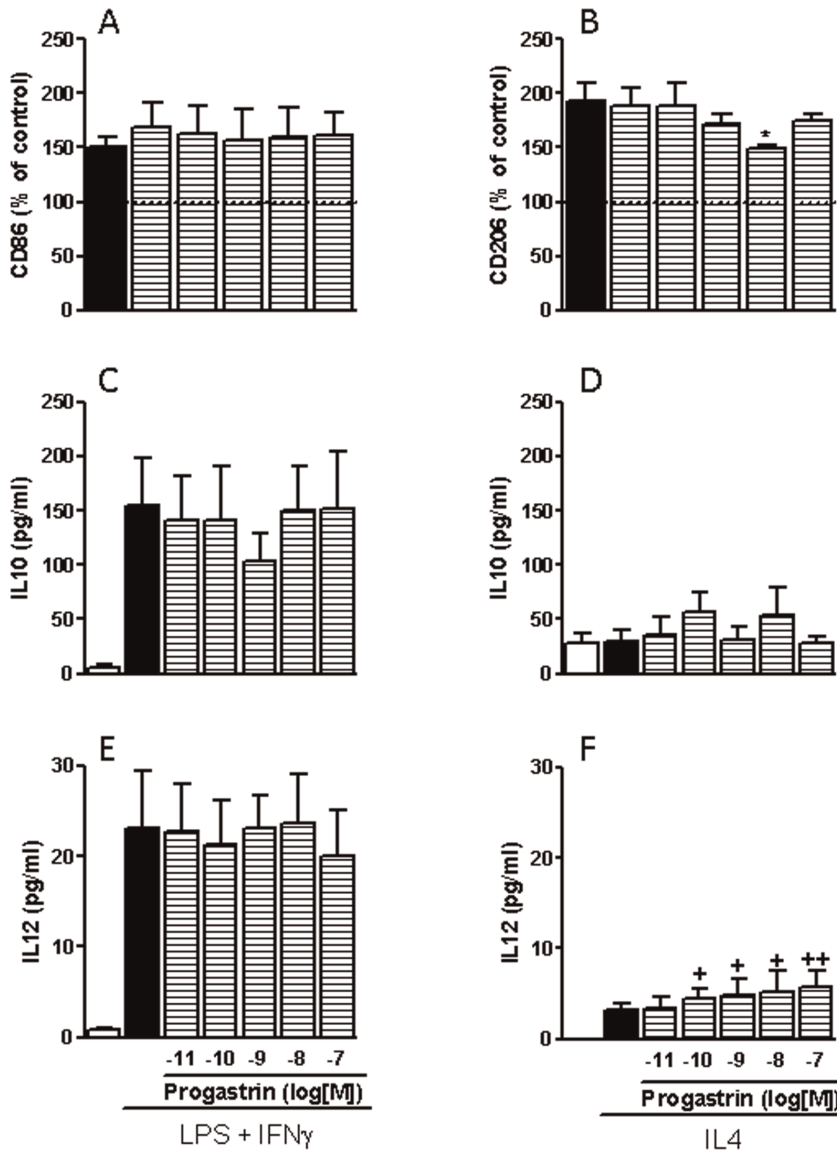 A
250
200
150
100
50
0
CD86 (% of control)
B
250
200
150
100
50
0
CD206 (% of control)
*
C
250
200
150
100
50
0
IL10 (pg/ml)
D
250
200
150
100
50
0
IL10 (pg/ml)
E
30
20
10
0
IL12 (pg/ml)
-11 -10 -9 -8 -7
Progastrin (log[M])
LPS + IFNγ
F
30
20
10
0
IL12 (pg/ml)
+ + + ++
-11 -10 -9 -8 -7
Progastrin (log[M])
IL4